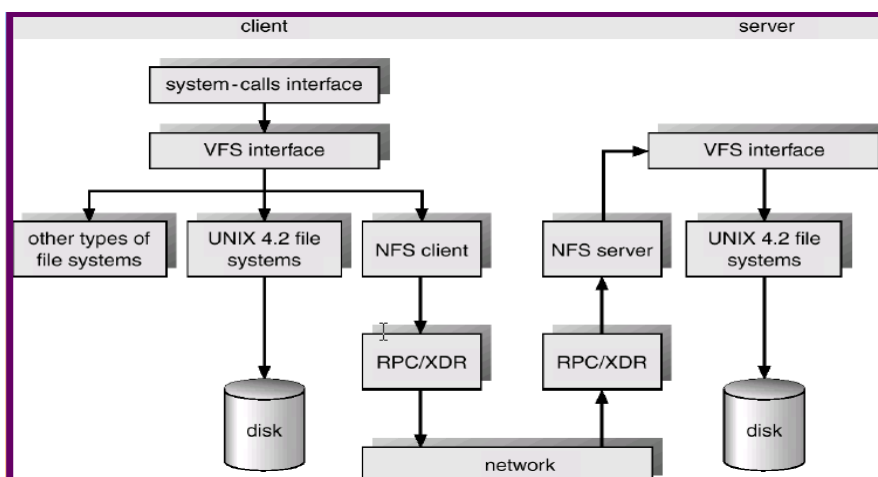 client
server
system-calls interface
VFS interface
VFS interface
other types of
file systems
UNIX 4.2 file
systems
NFS client
NFS server
UNIX 4.2 file
systems
RPC/XDR
RPC/XDR
disk
disk
network